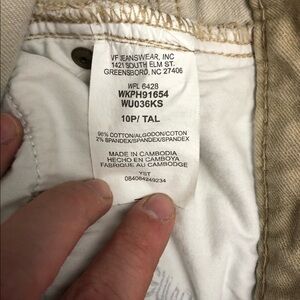 VF JEANSWEAR, INC
1421 SOUTH ELM ST.
GREENSBORO, NC 27406
WPL 6428
WKPH91654
WU036KS
10P/ TAL
98% COTTON/ALGODON/COTON
2% SPANDEX/SPANDEX/SPANDEX
MADE IN CAMBODIA
HECHO EN CAMBOYA
FABRIQUE AU CAMBODGE
YST
084084249234